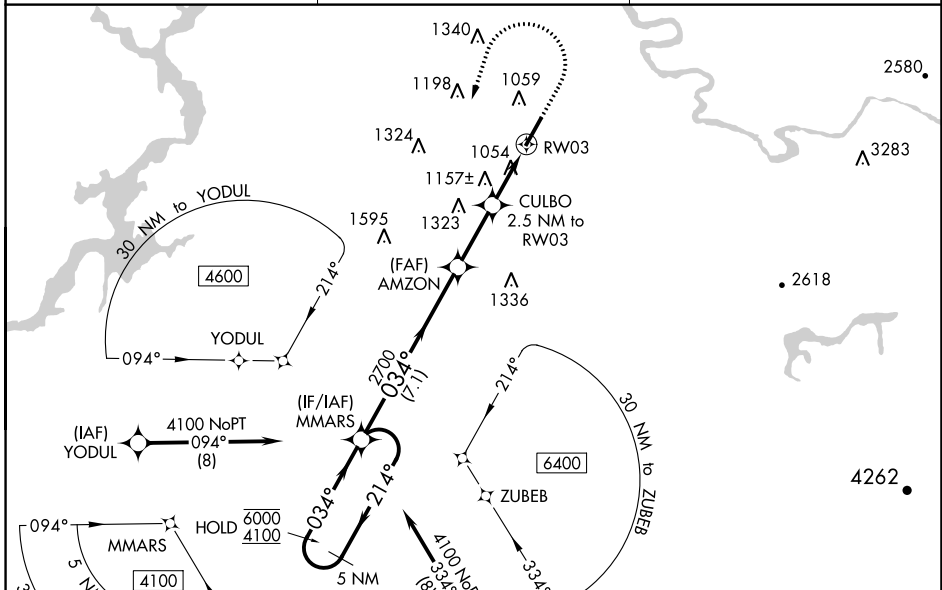 1340
2580
1198
1059
1324
1054
RW03
3283
1157±
1595
1323
CULBO
2.5 NM to
RW03
30 NM to YODUL
(FAF)
AMZON
4600
214°
1336
2618
YODUL
094°
2700
034°
(7.1)
214°
30 NM to ZUBEB
(IF/IAF)
MMARS
(IAF)
YODUL
4100 NoPT
094°
(8)
6400
4262
034°
214°
ZUBEB
HOLD
6000
4100
094°
MMARS
5 NM
4100
334°
334°